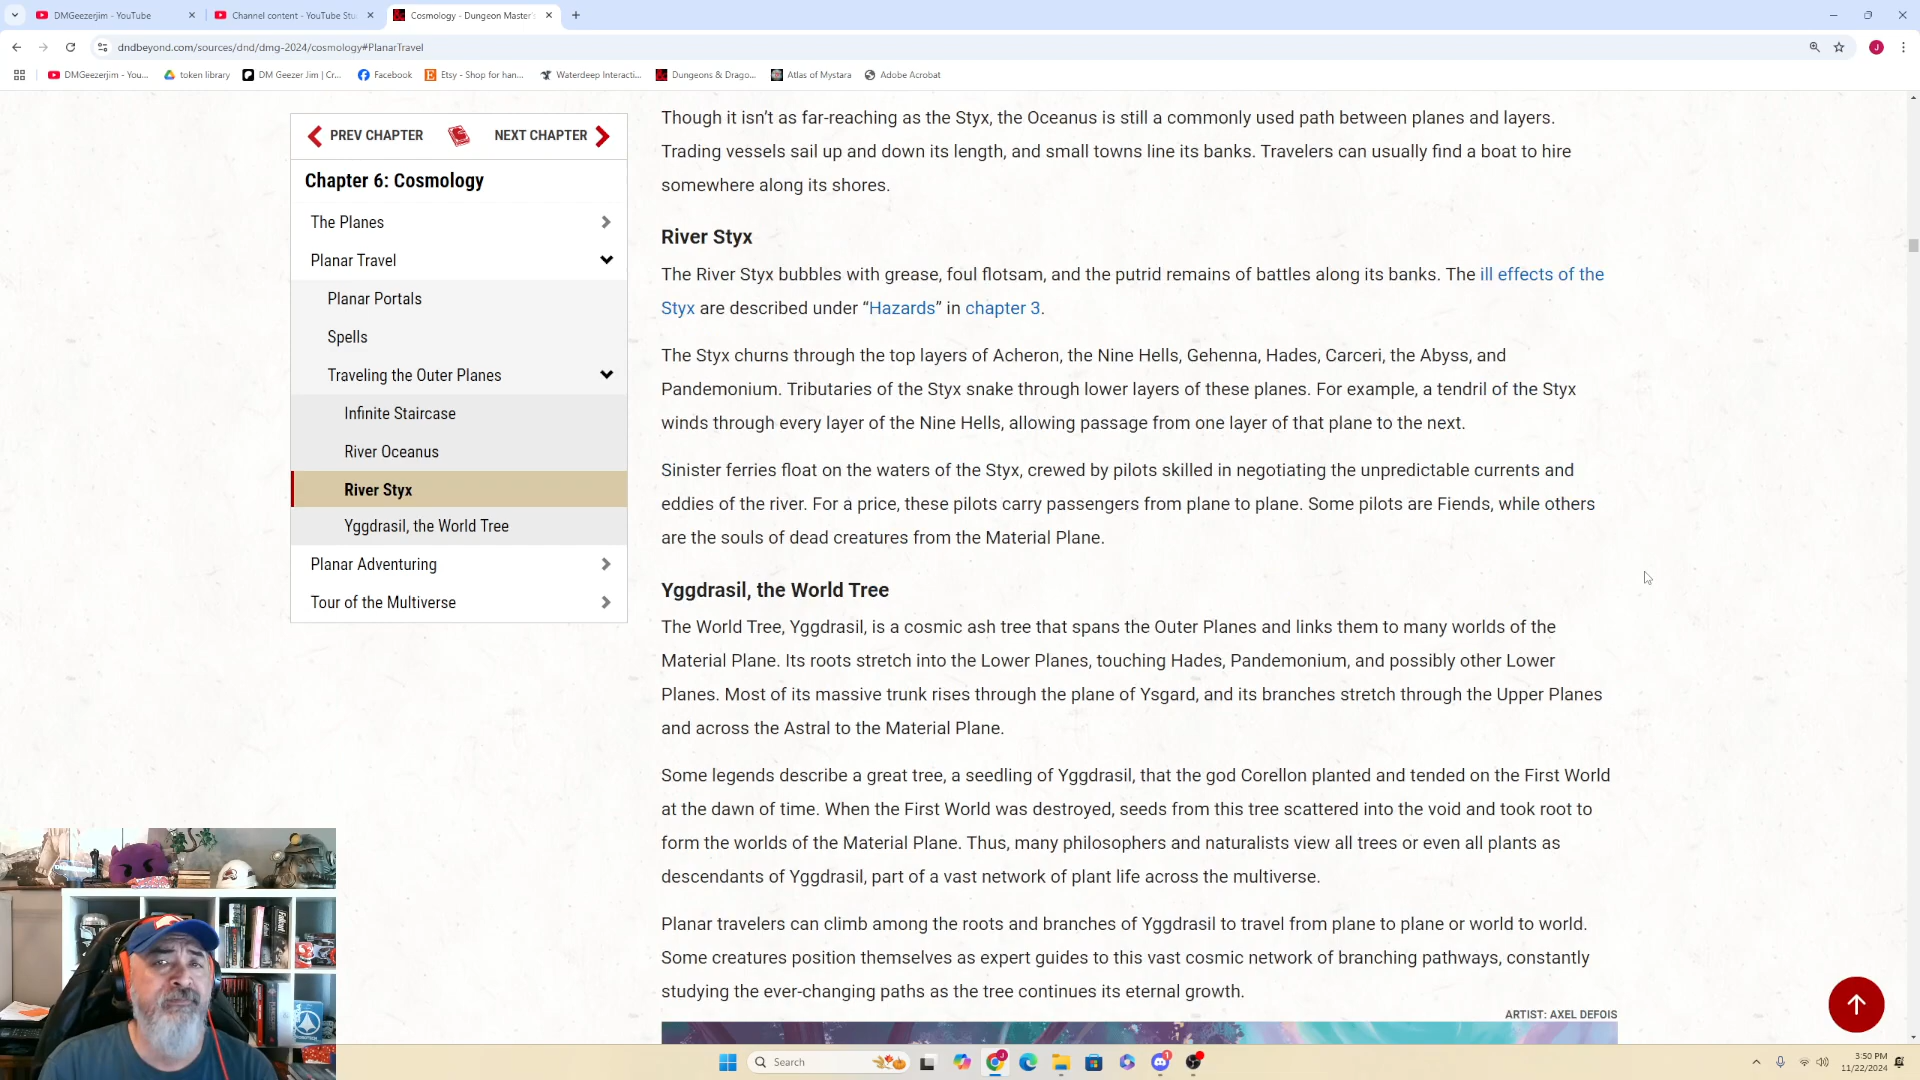 DMGeezerjim - YouTube
Channel content - YouTube Stu
Cosmology - Dungeon Master's
dndbeyond.com/sources/dnd/dmg-2024/cosmology#PlanarTravel
J
DMGeezerjim - You...
token library
DM Geezer Jim | Cr...
Facebook
Etsy - Shop for han...
Waterdeep Interacti...
Dungeons & Drago...
Atlas of Mystara
Adobe Acrobat
PREV CHAPTER
NEXT CHAPTER
Chapter 6: Cosmology
The Planes
Planar Travel
Planar Portals
Spells
Traveling the Outer Planes
Infinite Staircase
River Oceanus
River Styx
Yggdrasil, the World Tree
Planar Adventuring
Tour of the Multiverse
Though it isn't as far-reaching as the Styx, the Oceanus is still a commonly used path between planes and layers.
Trading vessels sail up and down its length, and small towns line its banks. Travelers can usually find a boat to hire
somewhere along its shores.
River Styx
The River Styx bubbles with grease, foul flotsam, and the putrid remains of battles along its banks. The ill effects of the
Styx are described under “Hazards” in chapter 3.
The Styx churns through the top layers of Acheron, the Nine Hells, Gehenna, Hades, Carceri, the Abyss, and
Pandemonium. Tributaries of the Styx snake through lower layers of these planes. For example, a tendril of the Styx
winds through every layer of the Nine Hells, allowing passage from one layer of that plane to the next.
Sinister ferries float on the waters of the Styx, crewed by pilots skilled in negotiating the unpredictable currents and
eddies of the river. For a price, these pilots carry passengers from plane to plane. Some pilots are Fiends, while others
are the souls of dead creatures from the Material Plane.
Yggdrasil, the World Tree
The World Tree, Yggdrasil, is a cosmic ash tree that spans the Outer Planes and links them to many worlds of the
Material Plane. Its roots stretch into the Lower Planes, touching Hades, Pandemonium, and possibly other Lower
Planes. Most of its massive trunk rises through the plane of Ysgard, and its branches stretch through the Upper Planes
and across the Astral to the Material Plane.
Some legends describe a great tree, a seedling of Yggdrasil, that the god Corellon planted and tended on the First World
at the dawn of time. When the First World was destroyed, seeds from this tree scattered into the void and took root to
form the worlds of the Material Plane. Thus, many philosophers and naturalists view all trees or even all plants as
descendants of Yggdrasil, part of a vast network of plant life across the multiverse.
Planar travelers can climb among the roots and branches of Yggdrasil to travel from plane to plane or world to world.
Some creatures position themselves as expert guides to this vast cosmic network of branching pathways, constantly
studying the ever-changing paths as the tree continues its eternal growth.
ARTIST: AXEL DEFOIS
Search
3:50 PM
11/22/2024